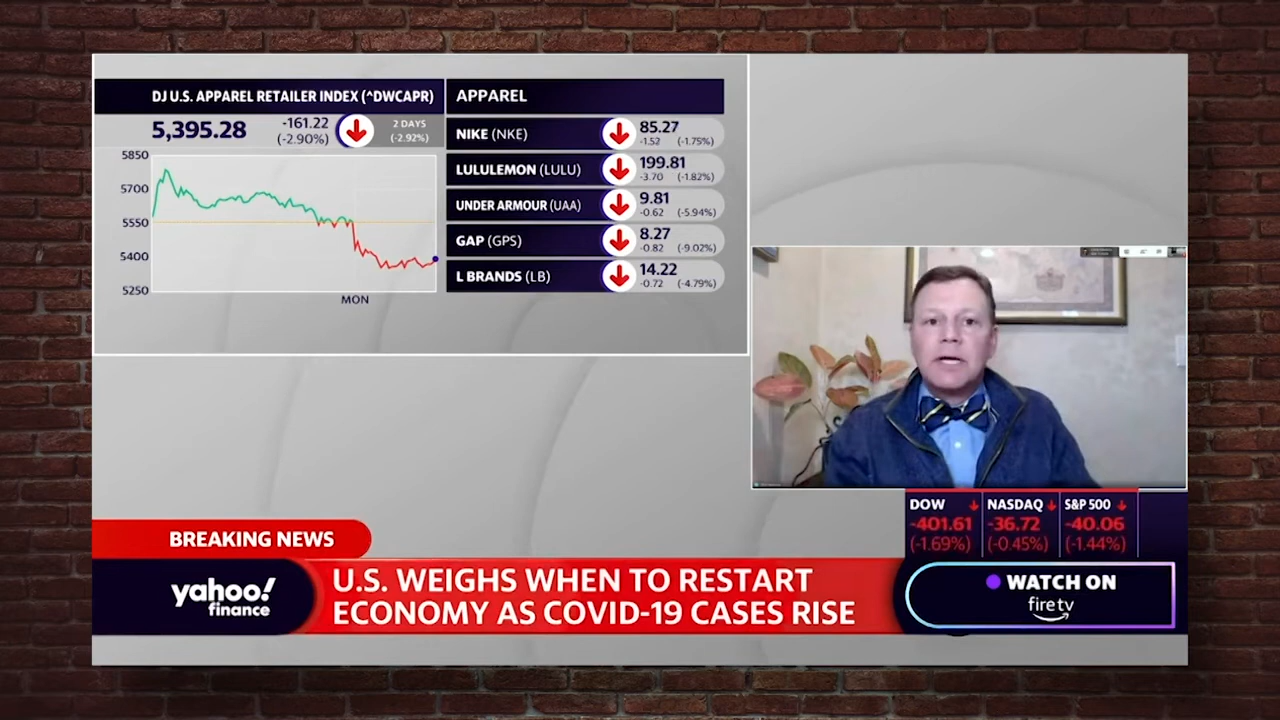 DJ U.S. APPAREL RETAILER INDEX (^DWCAPR)
5,395.28
-161.22
(-2.90%)
2 DAYS
(-2.92%)
5850
5700
5550
5400
5250
MON
APPAREL
NIKE (NKE)
85.27
-1.52 (-1.75%)
LULULEMON (LULU)
199.81
-3.70 (-1.82%)
UNDER ARMOUR (UAA)
9.81
-0.62 (-5.94%)
GAP (GPS)
8.27
-0.82 (-9.02%)
L BRANDS (LB)
14.22
-0.72 (-4.79%)
DOW
-401.61
(-1.69%)
NASDAQ
-36.72
(-0.45%)
S&P 500
-40.06
(-1.44%)
BREAKING NEWS
yahoo!
finance
U.S. WEIGHS WHEN TO RESTART
ECONOMY AS COVID-19 CASES RISE
WATCH ON
fire tv